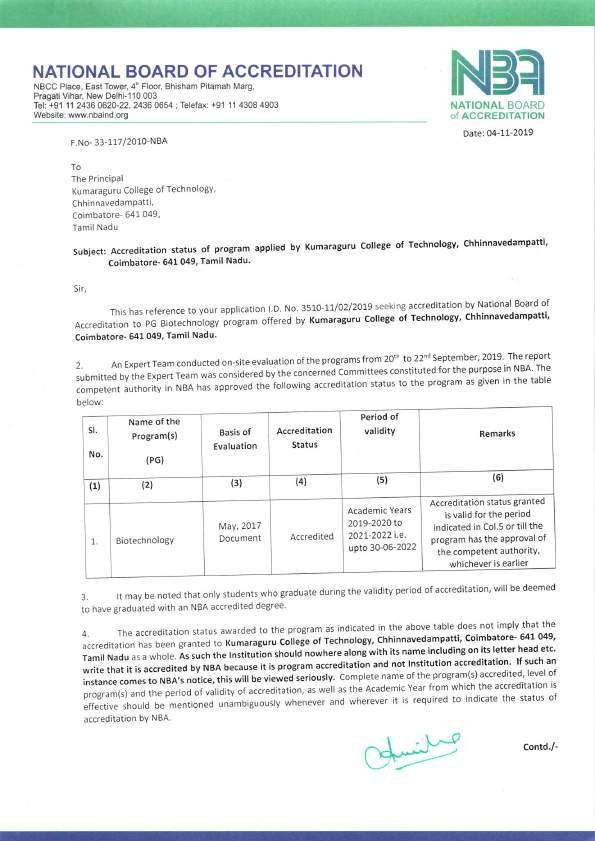 NATIONAL BOARD OF ACCREDITATION
NBCC Place, East Tower, 4th Floor, Bhisham Pitamah Marg,
Pragati Vihar, New Delhi-110 003
Tel: +91 11 2436 0620-22, 2436 0654 ; Telefax: +91 11 4308 4903
Website: www.nbaind.org
NBA
NATIONAL BOARD
of ACCREDITATION
Date: 04-11-2019
F.No- 33-117/2010-NBA
To
The Principal
Kumaraguru College of Technology,
Chhinnavedampatti,
Coimbatore- 641 049,
Tamil Nadu
Subject: Accreditation status of program applied by Kumaraguru College of Technology, Chhinnavedampatti,
Coimbatore- 641 049, Tamil Nadu.
Sir,
This has reference to your application I.D. No. 3510-11/02/2019 seeking accreditation by National Board of
Accreditation to PG Biotechnology program offered by Kumaraguru College of Technology, Chhinnavedampatti,
Coimbatore- 641 049, Tamil Nadu.
2. An Expert Team conducted on-site evaluation of the programs from 20th to 22nd September, 2019. The report
submitted by the Expert Team was considered by the concerned Committees constituted for the purpose in NBA. The
competent authority in NBA has approved the following accreditation status to the program as given in the table
below:
Sl. No. Name of the Program(s) (PG) Basis of Evaluation Accreditation Status Period of validity Remarks
(1) (2) (3) (4) (5) (6)
1. Biotechnology May, 2017 Document Accredited Academic Years 2019-2020 to 2021-2022 i.e. upto 30-06-2022 Accreditation status granted is valid for the period indicated in Col.5 or till the program has the approval of the competent authority, whichever is earlier
3. It may be noted that only students who graduate during the validity period of accreditation, will be deemed
to have graduated with an NBA accredited degree.
4. The accreditation status awarded to the program as indicated in the above table does not imply that the
accreditation has been granted to Kumaraguru College of Technology, Chhinnavedampatti, Coimbatore- 641 049,
Tamil Nadu as a whole. As such the Institution should nowhere along with its name including on its letter head etc.
write that it is accredited by NBA because it is program accreditation and not Institution accreditation. If such an
instance comes to NBA's notice, this will be viewed seriously. Complete name of the program(s) accredited, level of
program(s) and the period of validity of accreditation, as well as the Academic Year from which the accreditation is
effective should be mentioned unambiguously whenever and wherever it is required to indicate the status of
accreditation by NBA.
Contd./-